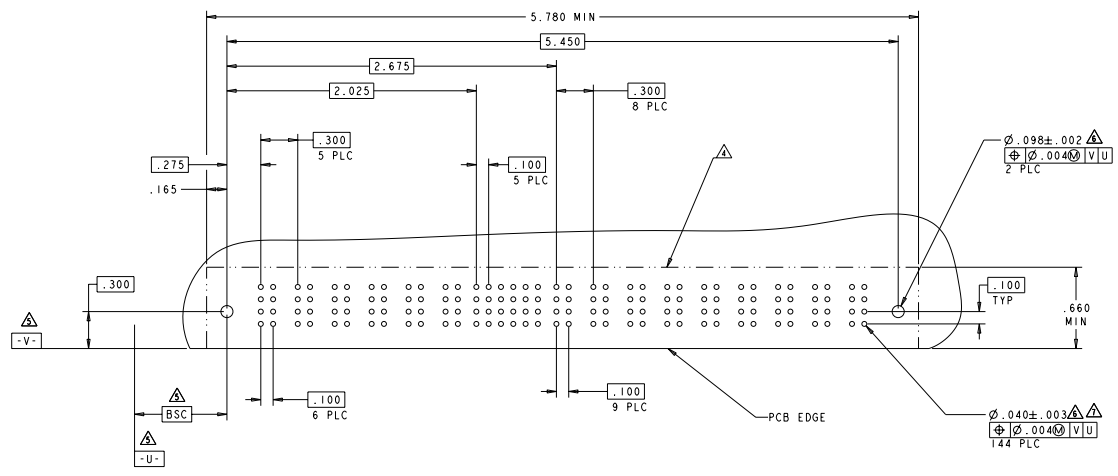 5.780 MIN
5.450
2.675
2.025
.300
8 PLC
.300
5 PLC
.275
.100
5 PLC
.165
4
Ø.098±.002 6
⌖ Ø.004Ⓜ V U
2 PLC
.300
.100
TYP
.660
MIN
5
-V-
5
BSC
.100
6 PLC
.100
9 PLC
PCB EDGE
5
-U-
Ø.040±.003 6 7
⌖ Ø.004Ⓜ V U
144 PLC